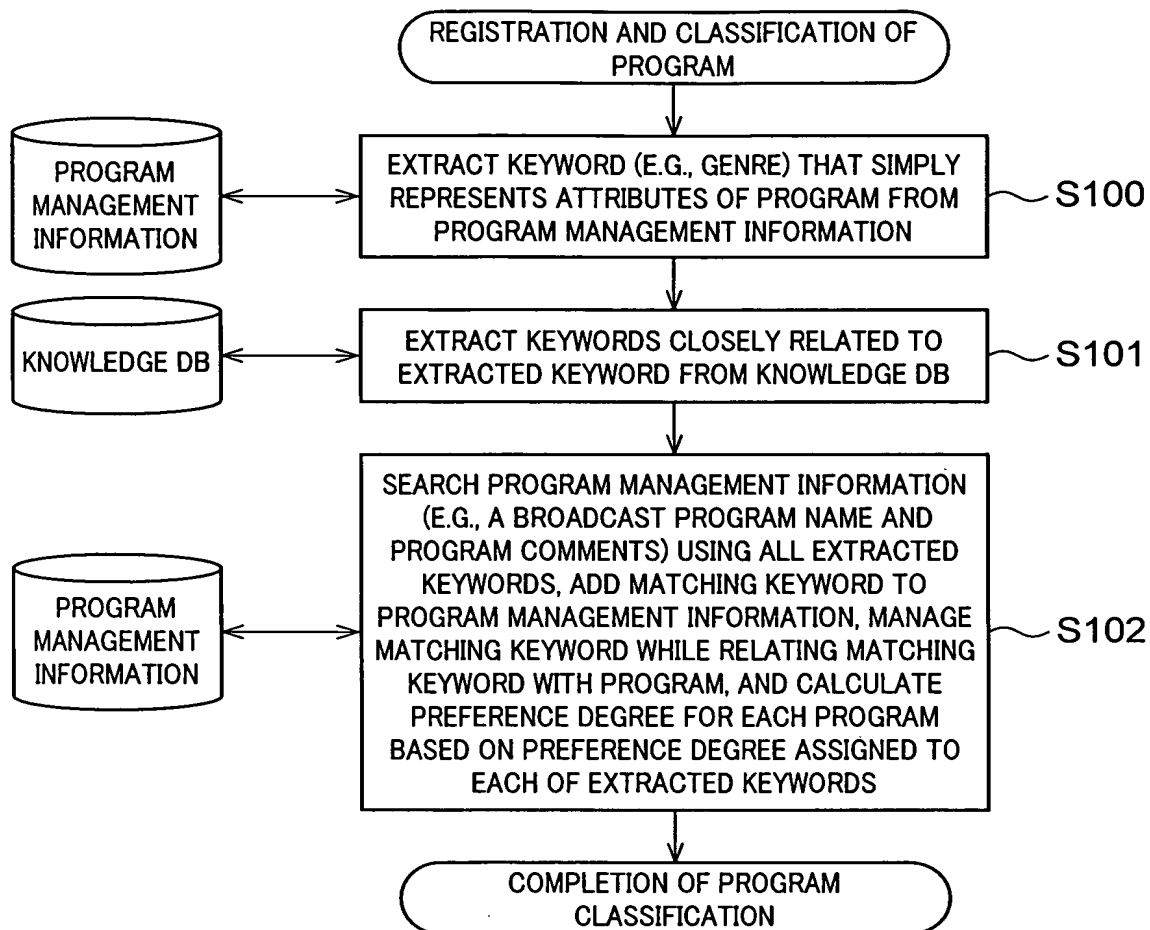 REGISTRATION AND CLASSIFICATION OF
PROGRAM
PROGRAM
MANAGEMENT
INFORMATION
EXTRACT KEYWORD (E.G., GENRE) THAT SIMPLY
REPRESENTS ATTRIBUTES OF PROGRAM FROM
PROGRAM MANAGEMENT INFORMATION
S100
KNOWLEDGE DB
EXTRACT KEYWORDS CLOSELY RELATED TO
EXTRACTED KEYWORD FROM KNOWLEDGE DB
S101
PROGRAM
MANAGEMENT
INFORMATION
SEARCH PROGRAM MANAGEMENT INFORMATION
(E.G., A BROADCAST PROGRAM NAME AND
PROGRAM COMMENTS) USING ALL EXTRACTED
KEYWORDS, ADD MATCHING KEYWORD TO
PROGRAM MANAGEMENT INFORMATION, MANAGE
MATCHING KEYWORD WHILE RELATING MATCHING
KEYWORD WITH PROGRAM, AND CALCULATE
PREFERENCE DEGREE FOR EACH PROGRAM
BASED ON PREFERENCE DEGREE ASSIGNED TO
EACH OF EXTRACTED KEYWORDS
S102
COMPLETION OF PROGRAM
CLASSIFICATION